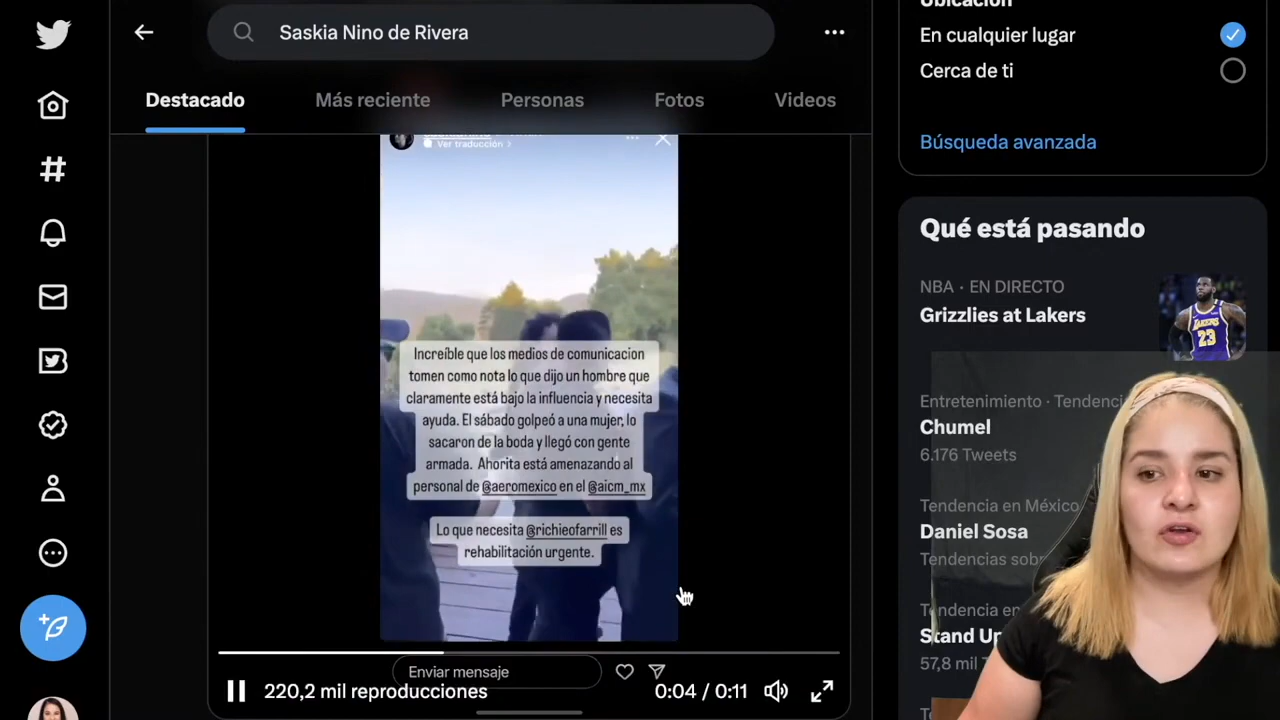 Saskia Nino de Rivera
Destacado
Más reciente
Personas
Fotos
Videos
Ver traducción
Increíble que los medios de comunicacion
tomen como nota lo que dijo un hombre que
claramente está bajo la influencia y necesita
ayuda. El sábado golpeó a una mujer, lo
sacaron de la boda y llegó con gente
armada. Ahorita está amenazando al
personal de @aeromexico en el @aicm_mx
Lo que necesita @richieofarrill es
rehabilitación urgente.
Enviar mensaje
220,2 mil reproducciones
0:04 / 0:11
Ubicación
En cualquier lugar
Cerca de ti
Búsqueda avanzada
Qué está pasando
NBA · EN DIRECTO
Grizzlies at Lakers
LAKERS
23
Entretenimiento · Tendenci
Chumel
6.176 Tweets
Tendencia en México
Daniel Sosa
Tendencias sob
Tendencia en
Stand Up
57,8 mil T